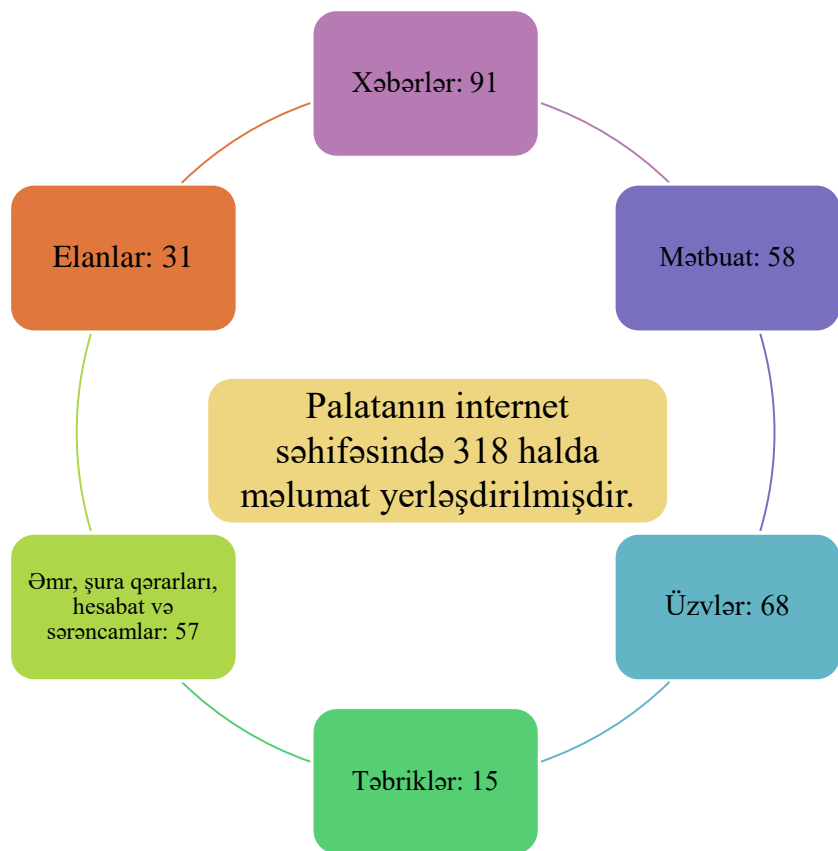 Xəbərlər: 91
Elanlar: 31
Mətbuat: 58
Palatanın internet
səhifəsində 318 halda
məlumat yerləşdirilmişdir.
Əmr, şura qərarları,
hesabat və
sərəncamlar: 57
Üzvlər: 68
Təbriklər: 15